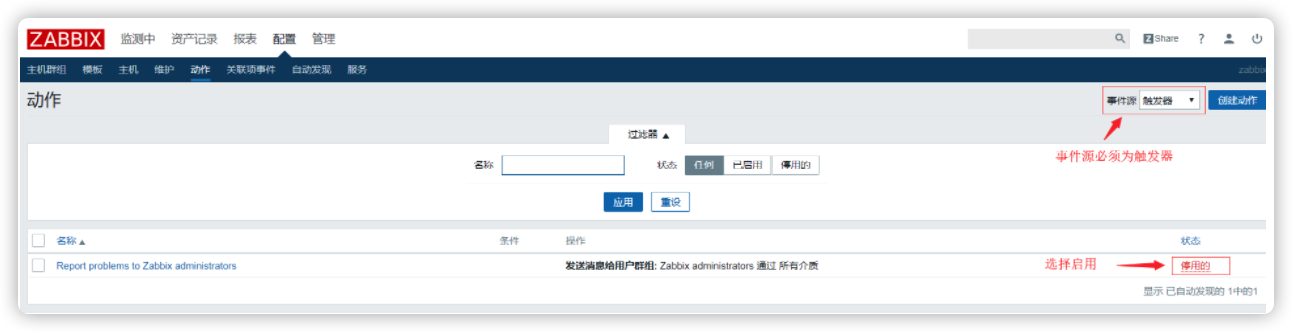 ZABBIX 监测中 资产记录 报表 配置 管理 Z Share ?
主机群组 模板 主机 维护 动作 关联项事件 自动发现 服务 zabbix
动作 事件源 触发器 ▼ 创建动作
过滤器 ▲
事件源必须为触发器
名称 状态 任何 已启用 停用的
应用 重设
名称 ▲ 条件 操作 状态
Report problems to Zabbix administrators 发送消息给用户群组: Zabbix administrators 通过 所有介质 选择启用 停用的
显示 已自动发现的 1中的1